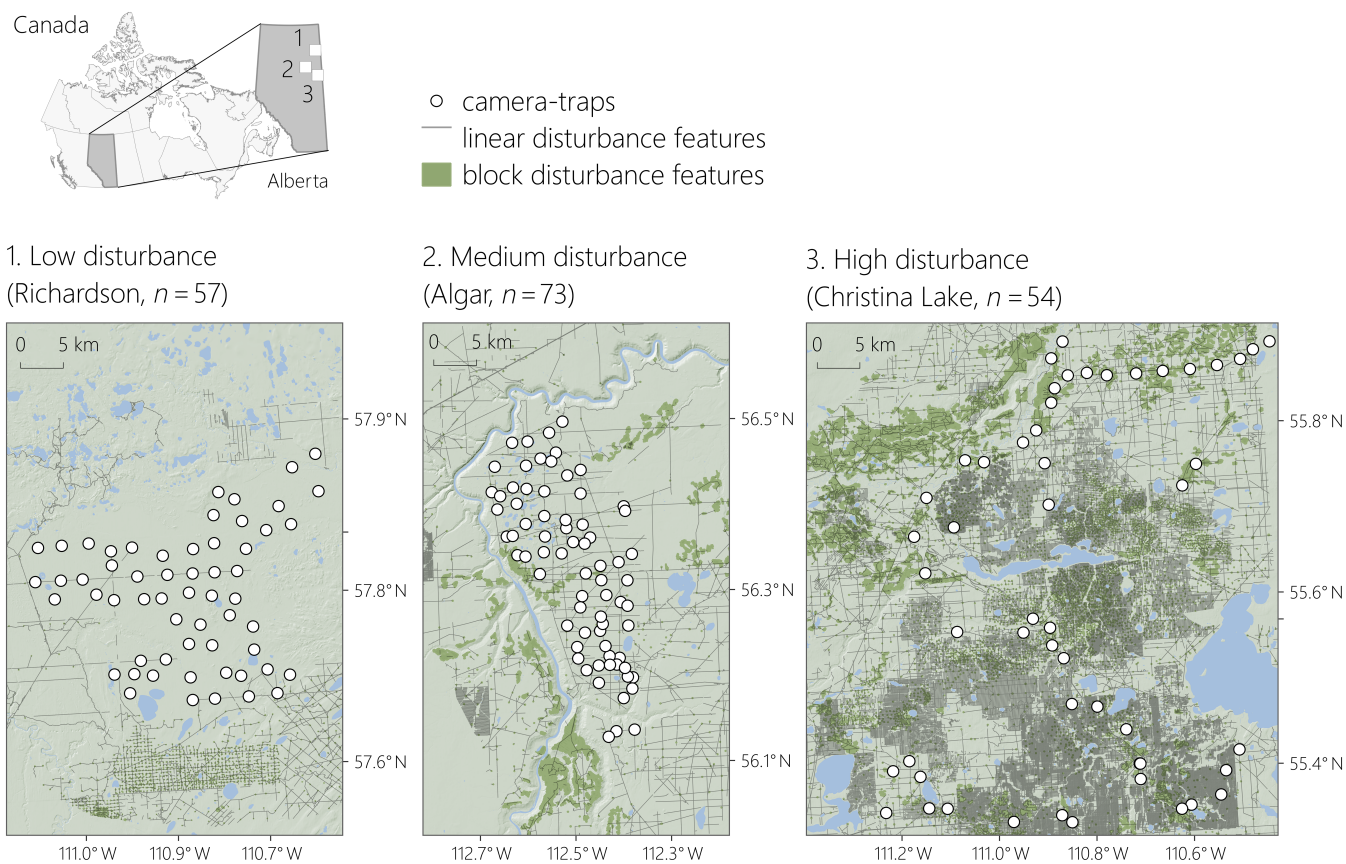 Canada
1
2
3
Alberta
camera-traps
linear disturbance features
block disturbance features
1. Low disturbance
(Richardson, n = 57)
0 5 km
57.9°N
57.8°N
57.6°N
111.0°W 110.9°W 110.7°W
2. Medium disturbance
(Algar, n = 73)
0 5 km
56.5°N
56.3°N
56.1°N
112.7°W 112.5°W 112.3°W
3. High disturbance
(Christina Lake, n = 54)
0 5 km
55.8°N
55.6°N
55.4°N
111.2°W 111.0°W 110.8°W 110.6°W